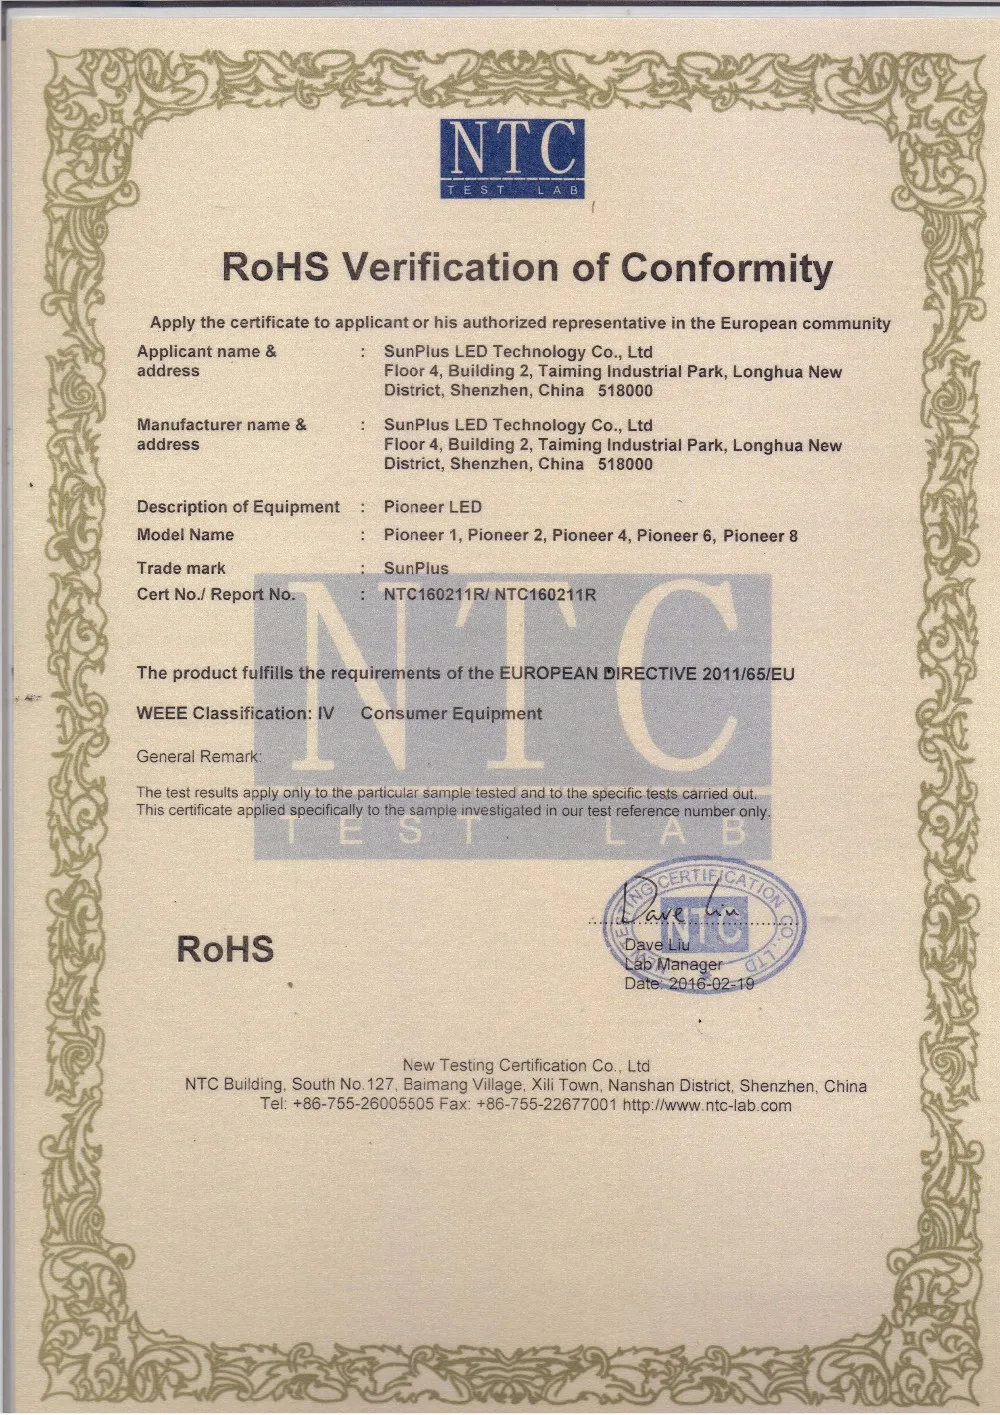 NTC
TEST LAB
RoHS Verification of Conformity
Apply the certificate to applicant or his authorized representative in the European community
Applicant name & address : SunPlus LED Technology Co., Ltd
Floor 4, Building 2, Taiming Industrial Park, Longhua New
District, Shenzhen, China 518000
Manufacturer name & address : SunPlus LED Technology Co., Ltd
Floor 4, Building 2, Taiming Industrial Park, Longhua New
District, Shenzhen, China 518000
Description of Equipment : Pioneer LED
Model Name : Pioneer 1, Pioneer 2, Pioneer 4, Pioneer 6, Pioneer 8
Trade mark : SunPlus
Cert No./ Report No. : NTC160211R/ NTC160211R
NTC
TEST LAB
The product fulfills the requirements of the EUROPEAN DIRECTIVE 2011/65/EU
WEEE Classification: IV Consumer Equipment
General Remark:
The test results apply only to the particular sample tested and to the specific tests carried out.
This certificate applied specifically to the sample investigated in our test reference number only.
NEW TESTING CERTIFICATION CO., LTD
NTC
Dave Liu
RoHS
Dave Liu
Lab Manager
Date: 2016-02-19
New Testing Certification Co., Ltd
NTC Building, South No.127, Baimang Village, Xili Town, Nanshan District, Shenzhen, China
Tel: +86-755-26005505 Fax: +86-755-22677001 http://www.ntc-lab.com